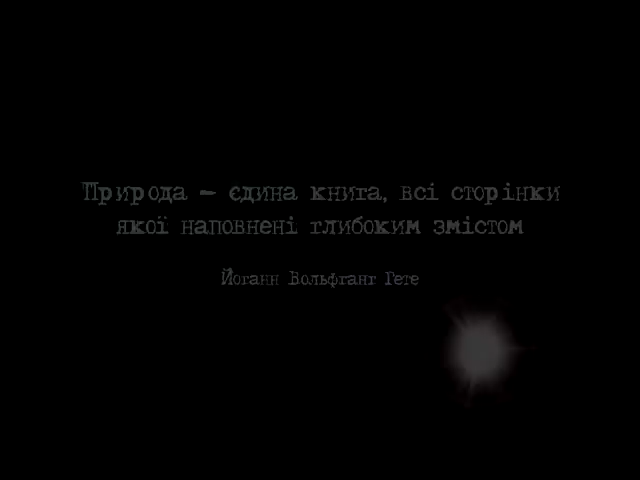 Природа — єдина книга, всі сторінки
якої наповнені глибоким змістом
Йоганн Вольфганг Гете